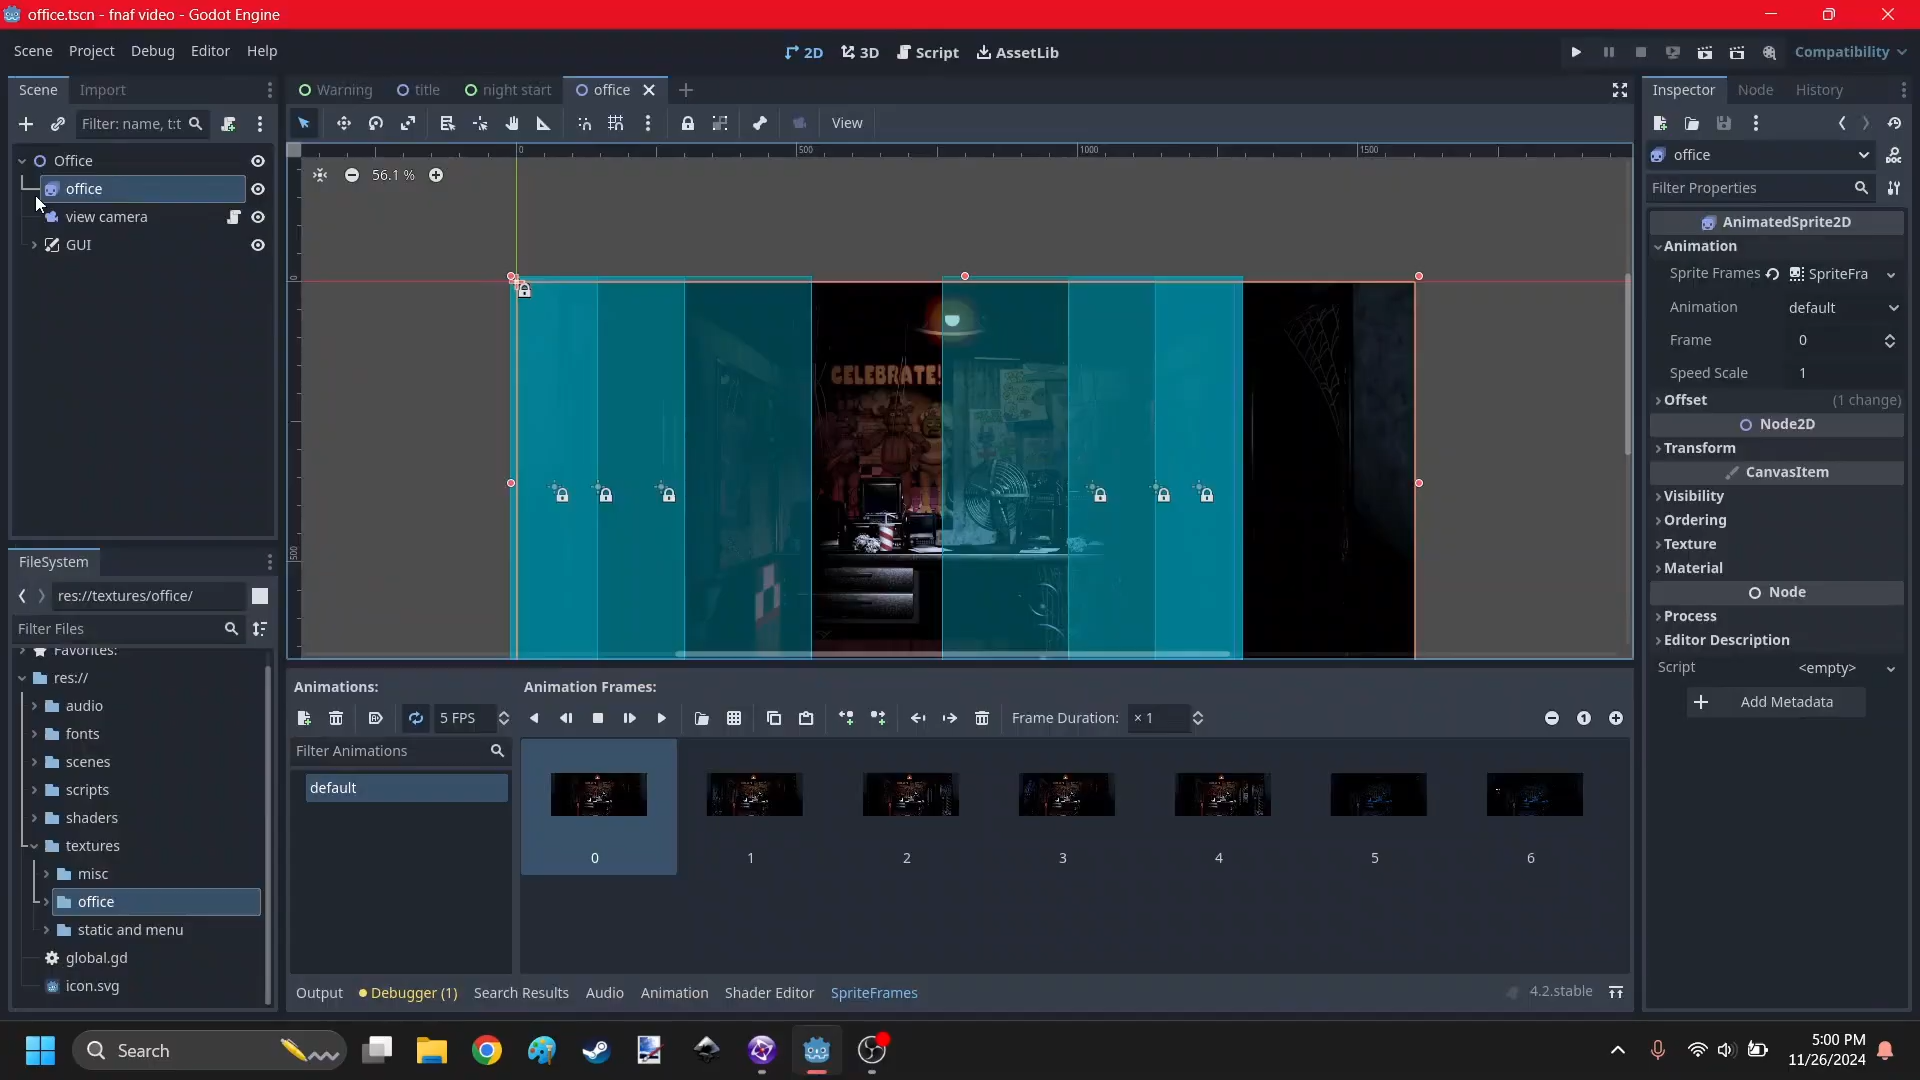 office.tscn - fnaf video - Godot Engine
Scene Project Debug Editor Help
2D 3D Script AssetLib
Compatibility
Scene Import
Warning title night start office
Inspector Node History
Filter: name, t:t
View
Office
office
view camera
GUI
0 500 1000 1500
56.1 %
0
500
CELEBRATE!
office
Filter Properties
AnimatedSprite2D
Animation
Sprite Frames SpriteFra
Animation default
Frame 0
Speed Scale 1
Offset (1 change)
Node2D
Transform
CanvasItem
Visibility
Ordering
Texture
Material
Node
Process
Editor Description
Script <empty>
Add Metadata
FileSystem
res://textures/office/
Filter Files
Favorites:
res://
audio
fonts
scenes
scripts
shaders
textures
misc
office
static and menu
global.gd
icon.svg
Animations:
5 FPS
Filter Animations
default
Animation Frames:
Frame Duration: × 1
0 1 2 3 4 5 6
Output Debugger (1) Search Results Audio Animation Shader Editor SpriteFrames
4.2.stable
Search
5:00 PM
11/26/2024